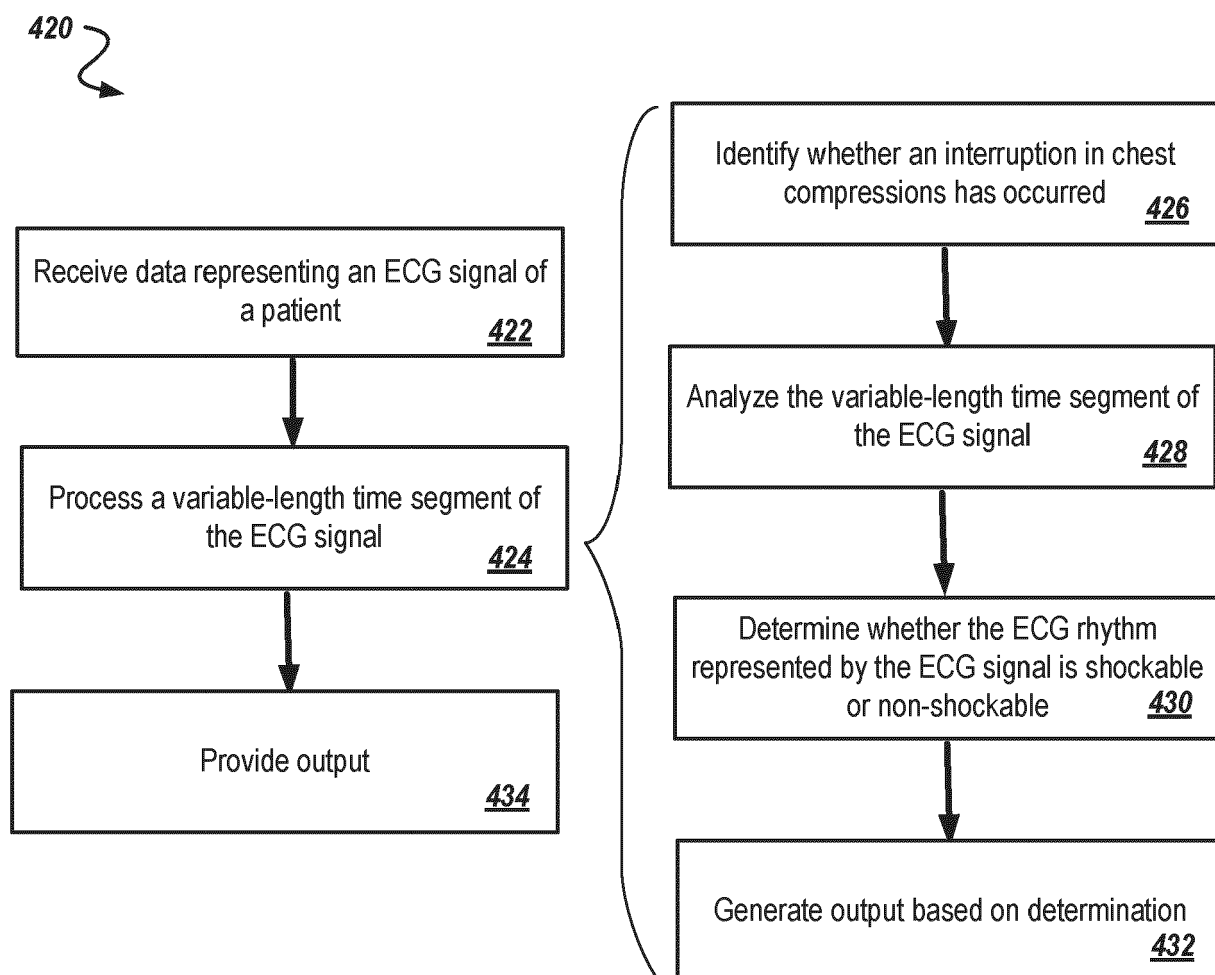 420
Receive data representing an ECG signal of
a patient
422
Process a variable-length time segment of
the ECG signal
424
Provide output
434
Identify whether an interruption in chest
compressions has occurred
426
Analyze the variable-length time segment of
the ECG signal
428
Determine whether the ECG rhythm
represented by the ECG signal is shockable
or non-shockable
430
Generate output based on determination
432